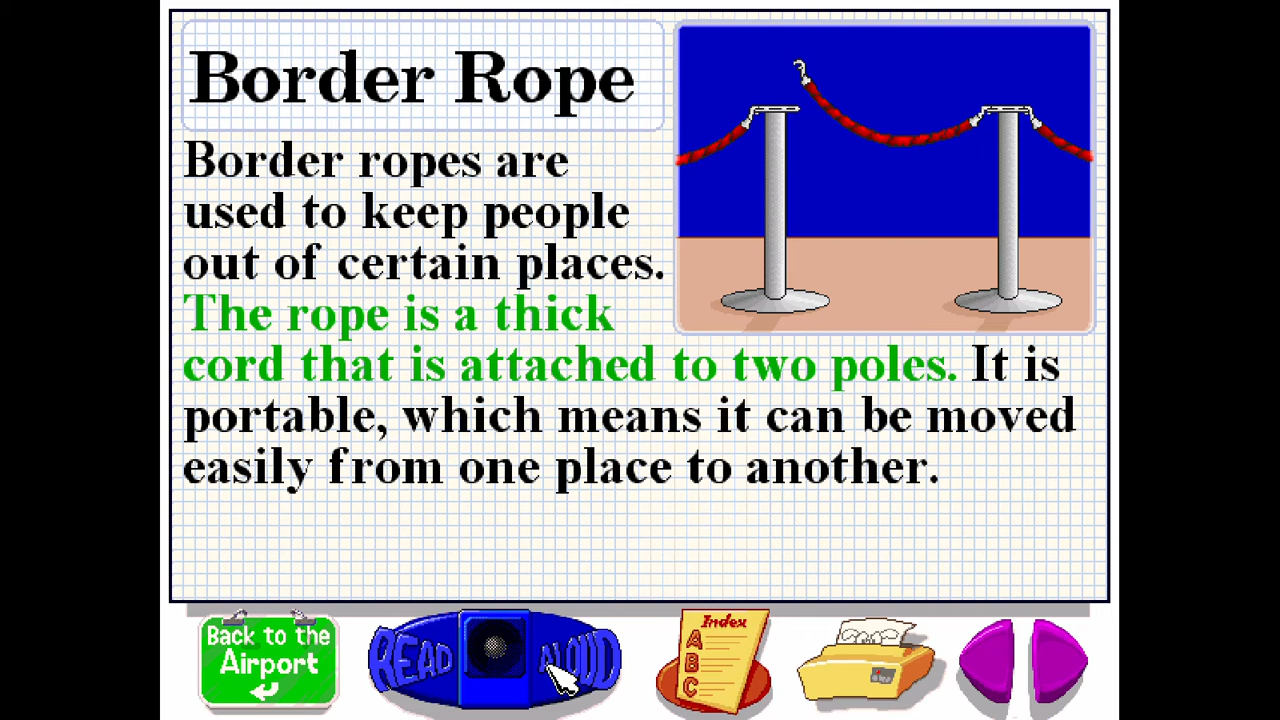 Border Rope
Border ropes are
used to keep people
out of certain places.
The rope is a thick
cord that is attached to two poles. It is
portable, which means it can be moved
easily from one place to another.
Back to the
Airport
READ ALOUD
Index
A
B
C